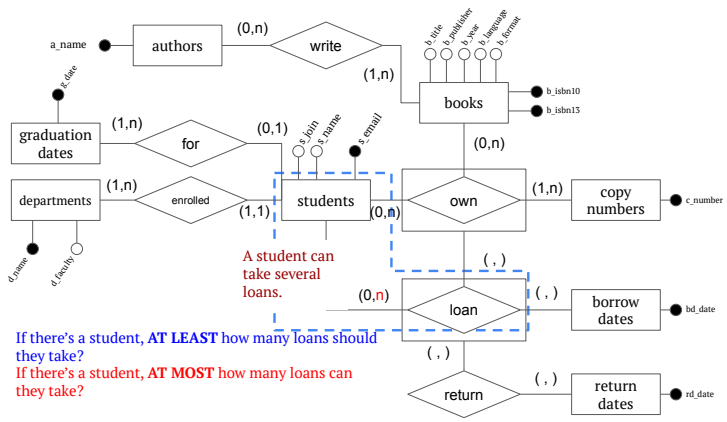 a_name
authors
(0,n)
write
(1,n)
b_title
b_publisher
b_year
b_language
b_format
books
b_isbn10
b_isbn13
g_date
graduation
dates
(1,n)
for
(0,1)
s_join
s_name
s_email
(0,n)
departments
(1,n)
enrolled
(1,1)
students
(0,n)
own
(1,n)
copy
numbers
c_number
d_name
d_faculty
A student can
take several
loans.
( , )
(0,n)
loan
( , )
borrow
dates
bd_date
If there's a student, AT LEAST how many loans should
they take?
If there's a student, AT MOST how many loans can
they take?
( , )
return
( , )
return
dates
rd_date